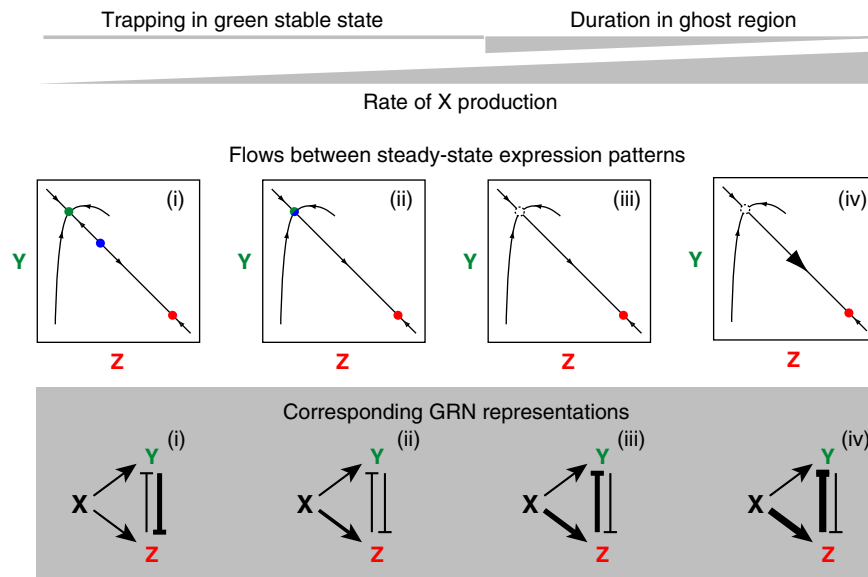 Trapping in green stable state Duration in ghost region
Rate of X production
Flows between steady-state expression patterns
(i) (ii) (iii) (iv)
Y Y Y Y
Z Z Z Z
Corresponding GRN representations
(i) (ii) (iii) (iv)
Y Y Y Y
X X X X
Z Z Z Z